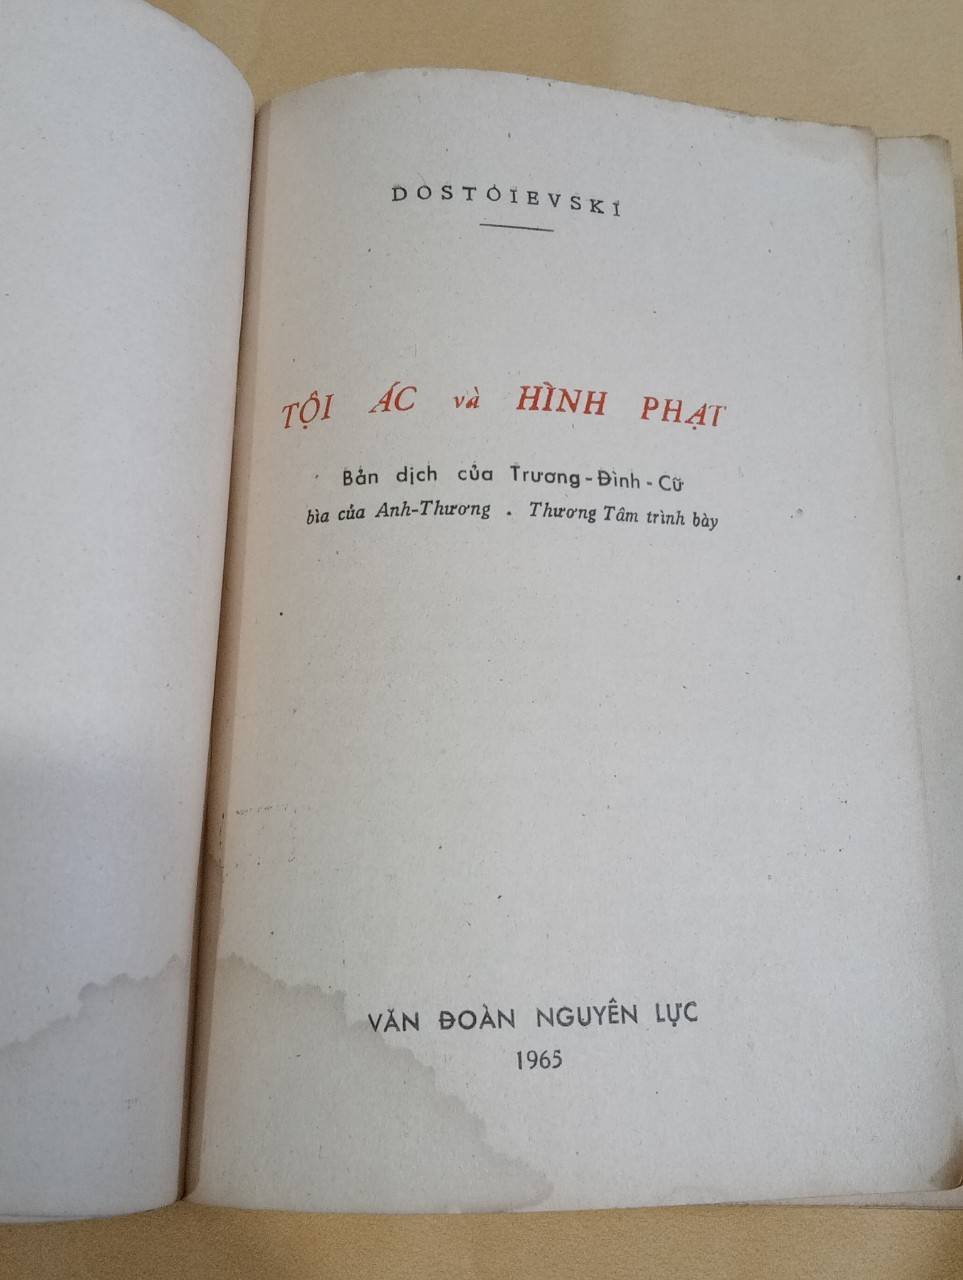 DOSTOÏEVSKI
TỘI ÁC và HÌNH PHẠT
Bản dịch của Trương-Đình-Cữ
bìa của Anh-Thương . Thương Tâm trình bày
VĂN ĐOÀN NGUYÊN LỰC
1965